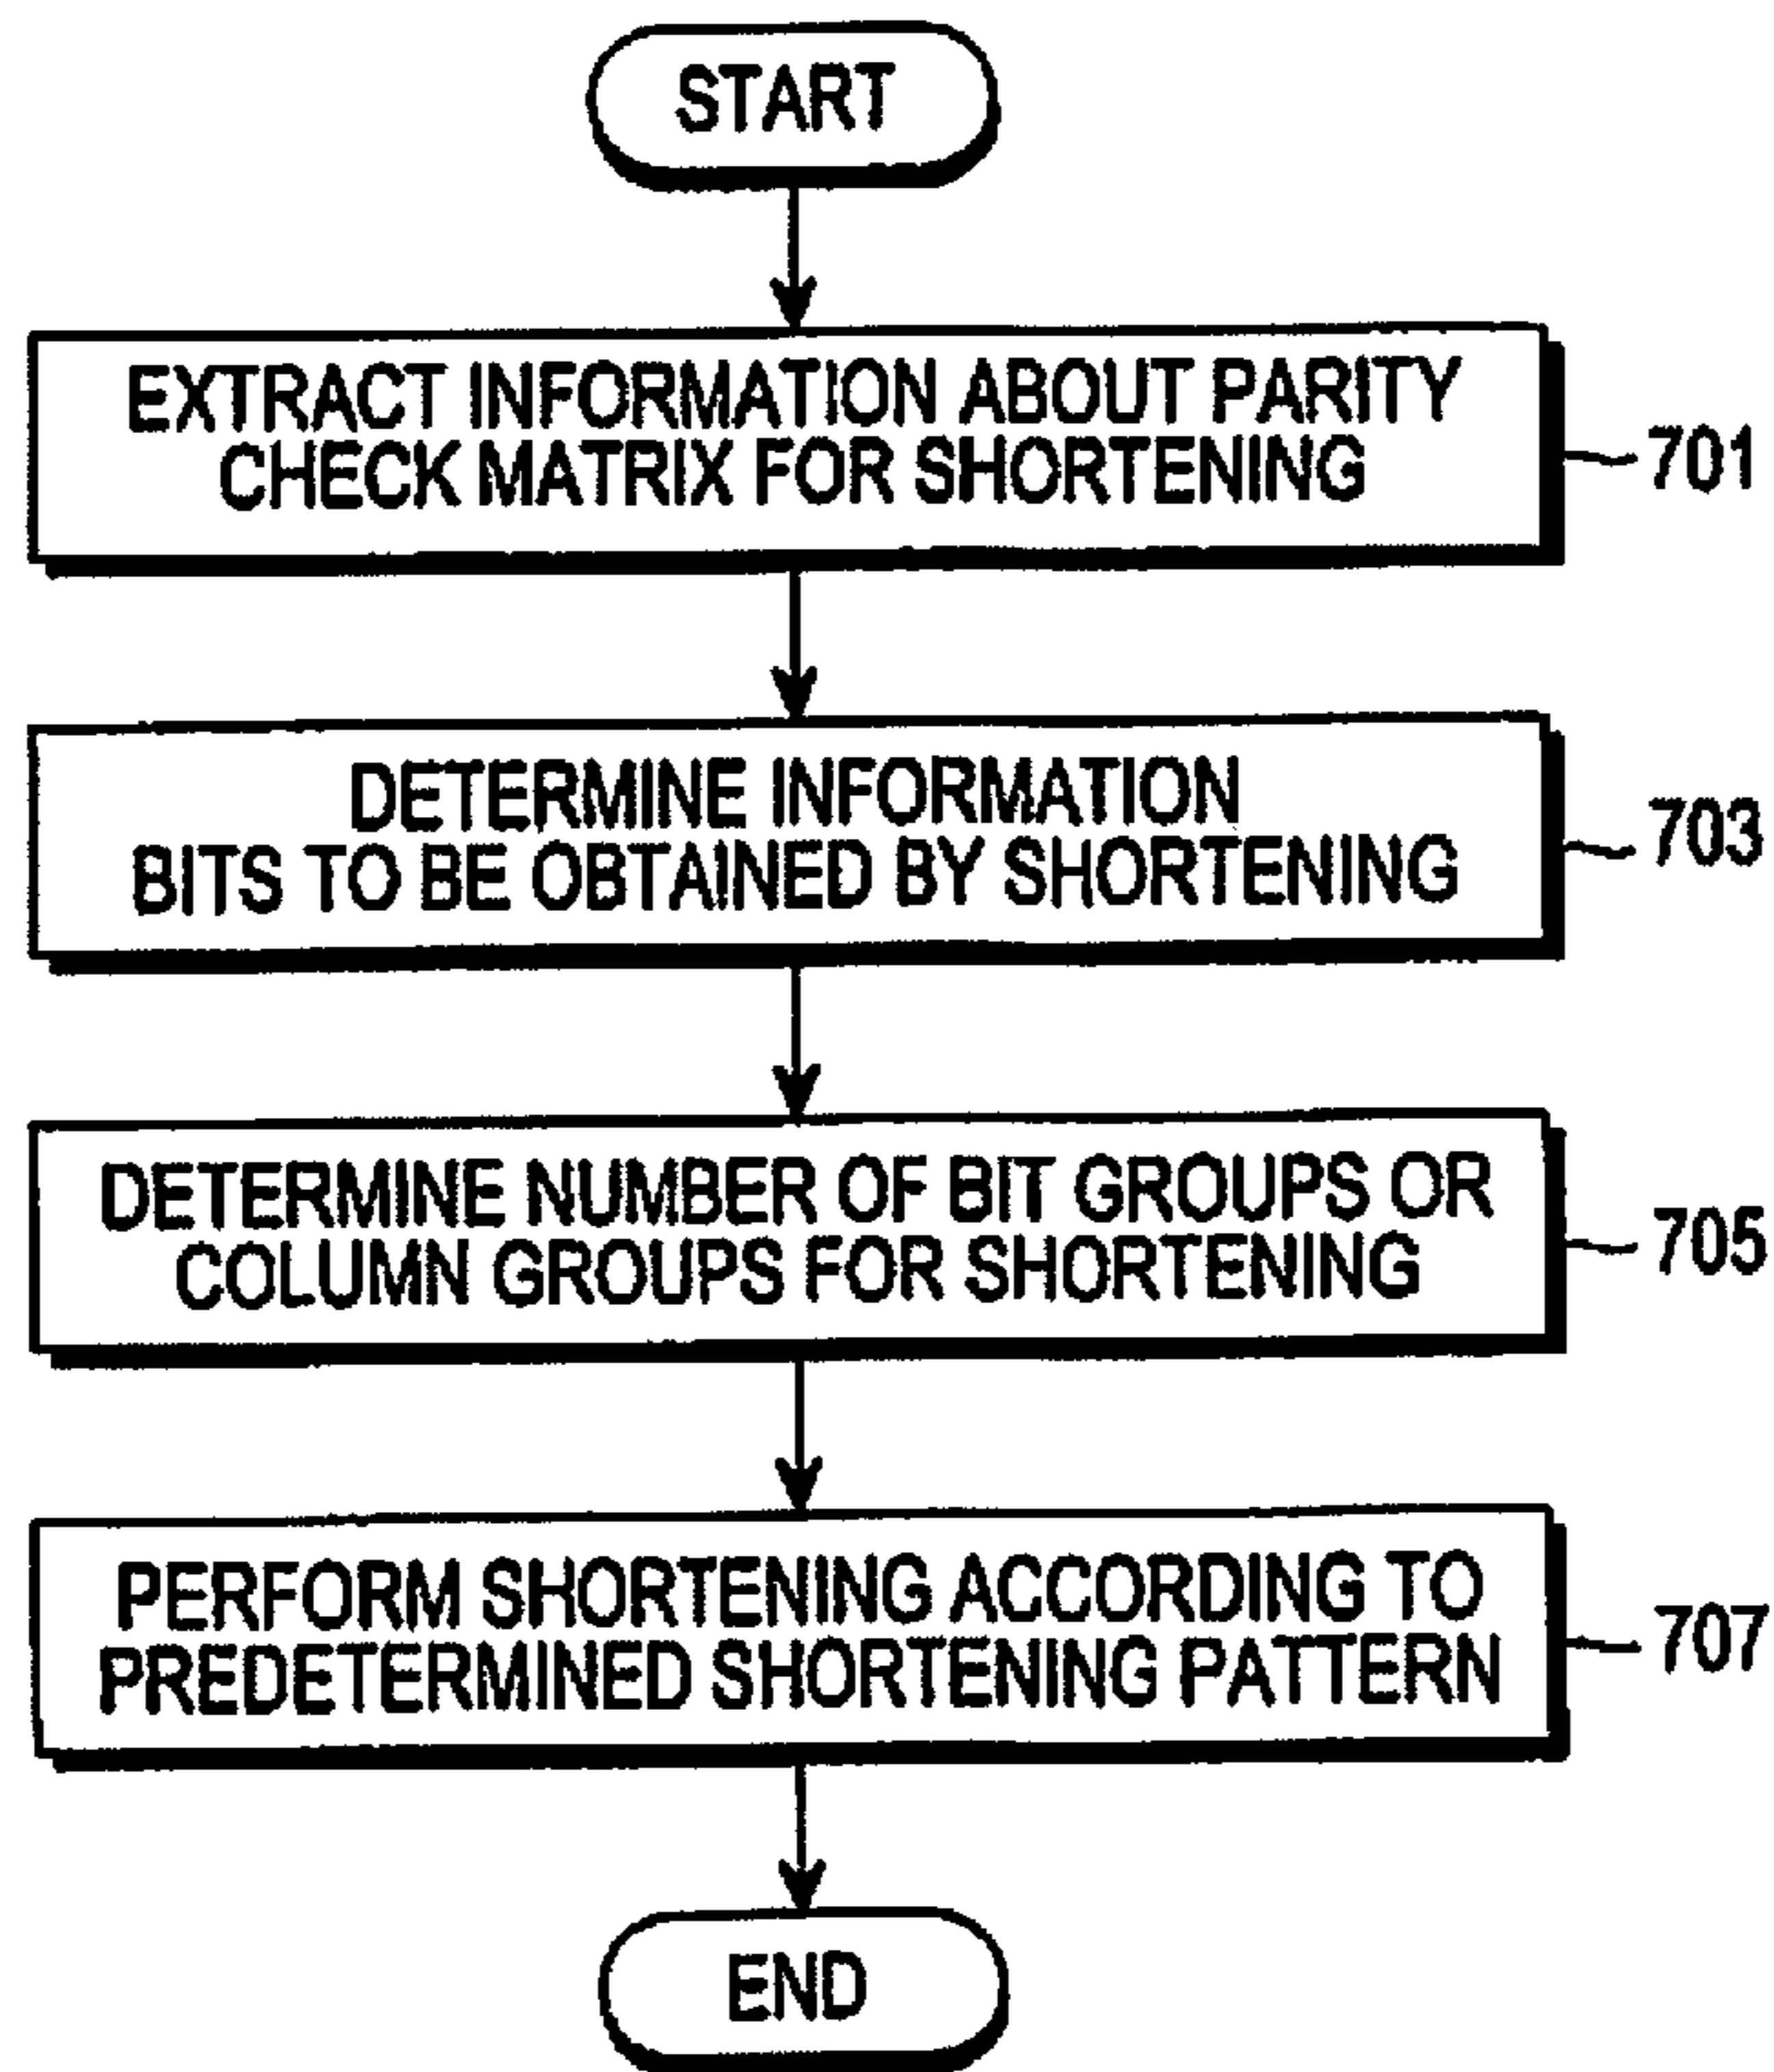 START
EXTRACT INFORMATION ABOUT PARITY
CHECK MATRIX FOR SHORTENING
701
DETERMINE INFORMATION
BITS TO BE OBTAINED BY SHORTENING
703
DETERMINE NUMBER OF BIT GROUPS OR
COLUMN GROUPS FOR SHORTENING
705
PERFORM SHORTENING ACCORDING TO
PREDETERMINED SHORTENING PATTERN
707
END